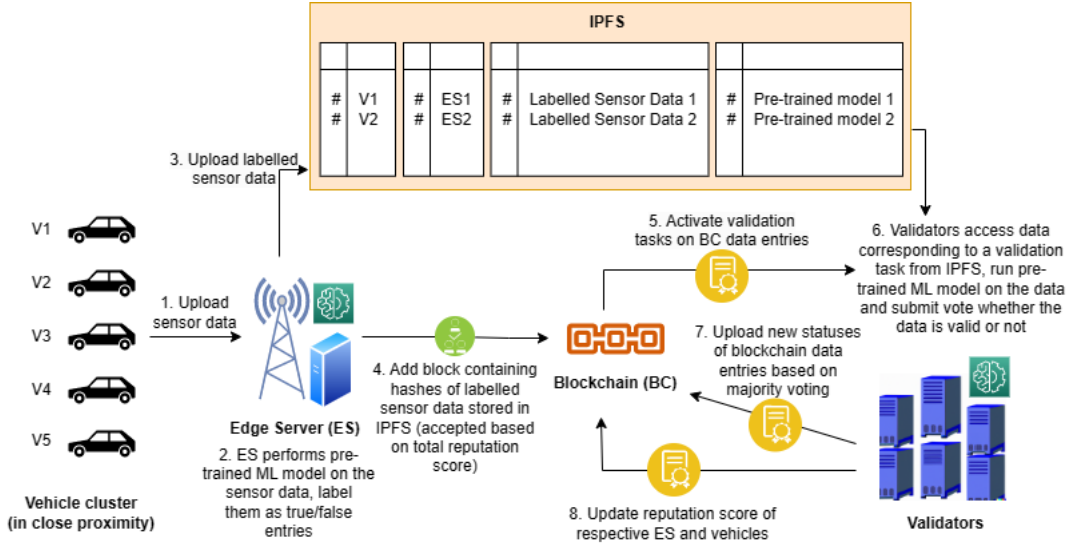 IPFS
# V1 # ES1 # Labelled Sensor Data 1 # Pre-trained model 1
# V2 # ES2 # Labelled Sensor Data 2 # Pre-trained model 2
3. Upload labelled
sensor data
V1
V2
V3
V4
V5
Vehicle cluster
(in close proximity)
1. Upload
sensor data
Edge Server (ES)
2. ES performs pre-
trained ML model on the
sensor data, label
them as true/false
entries
4. Add block containing
hashes of labelled
sensor data stored in
IPFS (accepted based
on total reputation
score)
Blockchain (BC)
5. Activate validation
tasks on BC data entries
6. Validators access data
corresponding to a validation
task from IPFS, run pre-
trained ML model on the data
and submit vote whether the
data is valid or not
7. Upload new statuses
of blockchain data
entries based on
majority voting
8. Update reputation score of
respective ES and vehicles
Validators